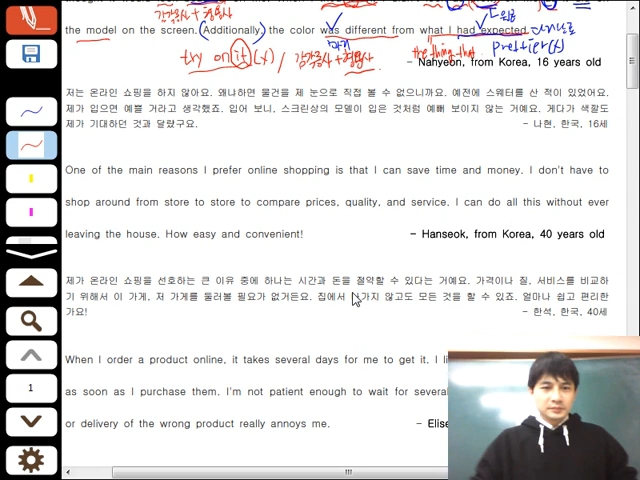 감각동사 + 형용사
the model on the screen. (Additionally,) the color was different from what I had expected.
과거
try on it (x) / 감각동사 + 형용사
the thing that
prettier(x)
- Nahyeon, from Korea, 16 years old
저는 온라인 쇼핑을 하지 않아요. 왜냐하면 물건을 제 눈으로 직접 볼 수 없으니까요. 예전에 스웨터를 산 적이 있었어요.
제가 입으면 예쁠 거라고 생각했죠. 입어 보니, 스크린상의 모델이 입은 것처럼 예뻐 보이지 않는 거예요. 게다가 색깔도
제가 기대하던 것과 달랐구요.
- 나현, 한국, 16세
One of the main reasons I prefer online shopping is that I can save time and money. I don't have to
shop around from store to store to compare prices, quality, and service. I can do all this without ever
leaving the house. How easy and convenient!
- Hanseok, from Korea, 40 years old
제가 온라인 쇼핑을 선호하는 큰 이유 중에 하나는 시간과 돈을 절약할 수 있다는 거예요. 가격이나 질, 서비스를 비교하
기 위해서 이 가게, 저 가게를 둘러볼 필요가 없거든요. 집에서 나가지 않고도 모든 것을 할 수 있죠. 얼마나 쉽고 편리한
가요!
- 한석, 한국, 40세
When I order a product online, it takes several days for me to get it. I li
as soon as I purchase them. I'm not patient enough to wait for several
or delivery of the wrong product really annoys me.
- Elise
1